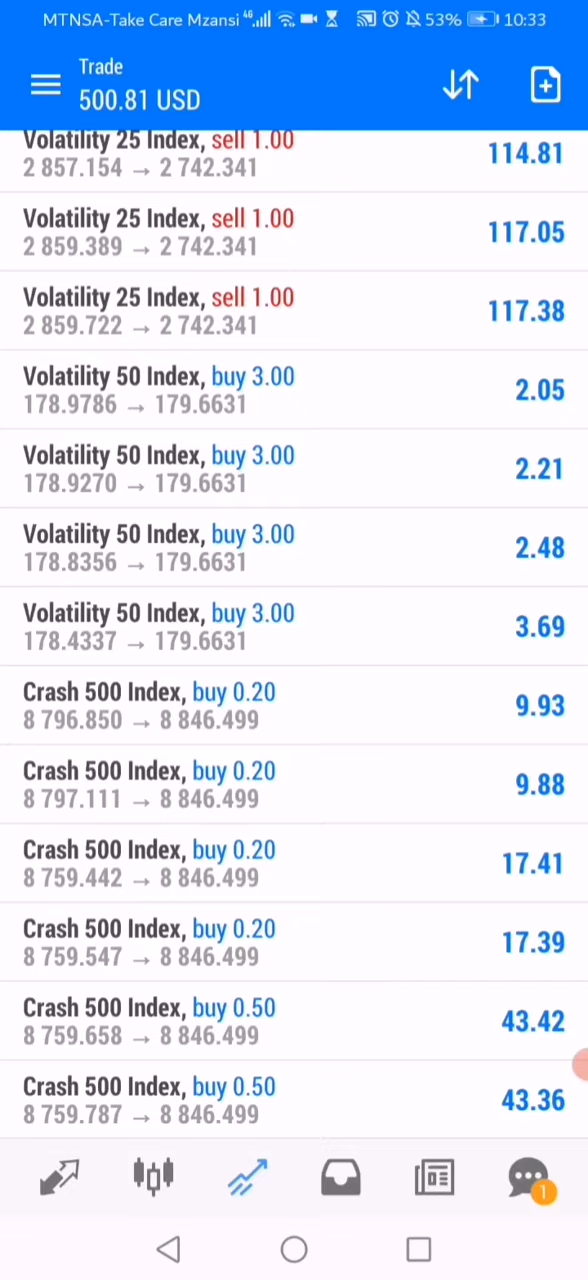 MTNSA-Take Care Mzansi 4G 53% 10:33
Trade
500.81 USD
Volatility 25 Index, sell 1.00
2 857.154 → 2 742.341
114.81
Volatility 25 Index, sell 1.00
2 859.389 → 2 742.341
117.05
Volatility 25 Index, sell 1.00
2 859.722 → 2 742.341
117.38
Volatility 50 Index, buy 3.00
178.9786 → 179.6631
2.05
Volatility 50 Index, buy 3.00
178.9270 → 179.6631
2.21
Volatility 50 Index, buy 3.00
178.8356 → 179.6631
2.48
Volatility 50 Index, buy 3.00
178.4337 → 179.6631
3.69
Crash 500 Index, buy 0.20
8 796.850 → 8 846.499
9.93
Crash 500 Index, buy 0.20
8 797.111 → 8 846.499
9.88
Crash 500 Index, buy 0.20
8 759.442 → 8 846.499
17.41
Crash 500 Index, buy 0.20
8 759.547 → 8 846.499
17.39
Crash 500 Index, buy 0.50
8 759.658 → 8 846.499
43.42
Crash 500 Index, buy 0.50
8 759.787 → 8 846.499
43.36
1